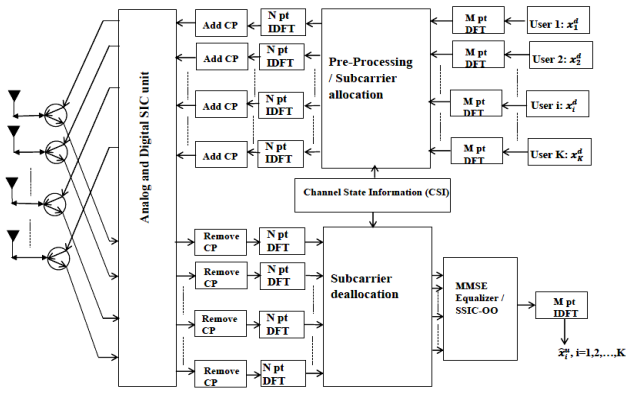 Analog and Digital SIC unit
Add CP
N pt
IDFT
Add CP
N pt
IDFT
Add CP
N pt
IDFT
Add CP
N pt
IDFT
Pre-Processing
/ Subcarrier
allocation
M pt
DFT
User 1: x₁ᵈ
M pt
DFT
User 2: x₂ᵈ
M pt
DFT
User i: xᵢᵈ
M pt
DFT
User K: x_K^d
Channel State Information (CSI)
Remove
CP
N pt
DFT
Remove
CP
N pt
DFT
Remove
CP
N pt
DFT
Remove
CP
N pt
DFT
Subcarrier
deallocation
MMSE
Equalizer /
SSIC-OO
M pt
IDFT
x̂ᵢᵘ, i=1,2,…,K